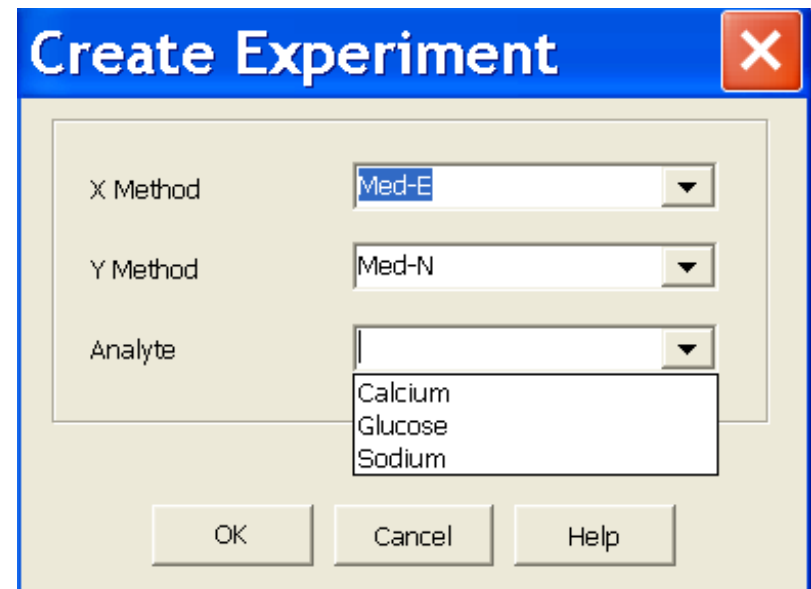 Create Experiment
X Method Med-E
Y Method Med-N
Analyte
Calcium
Glucose
Sodium
OK Cancel Help